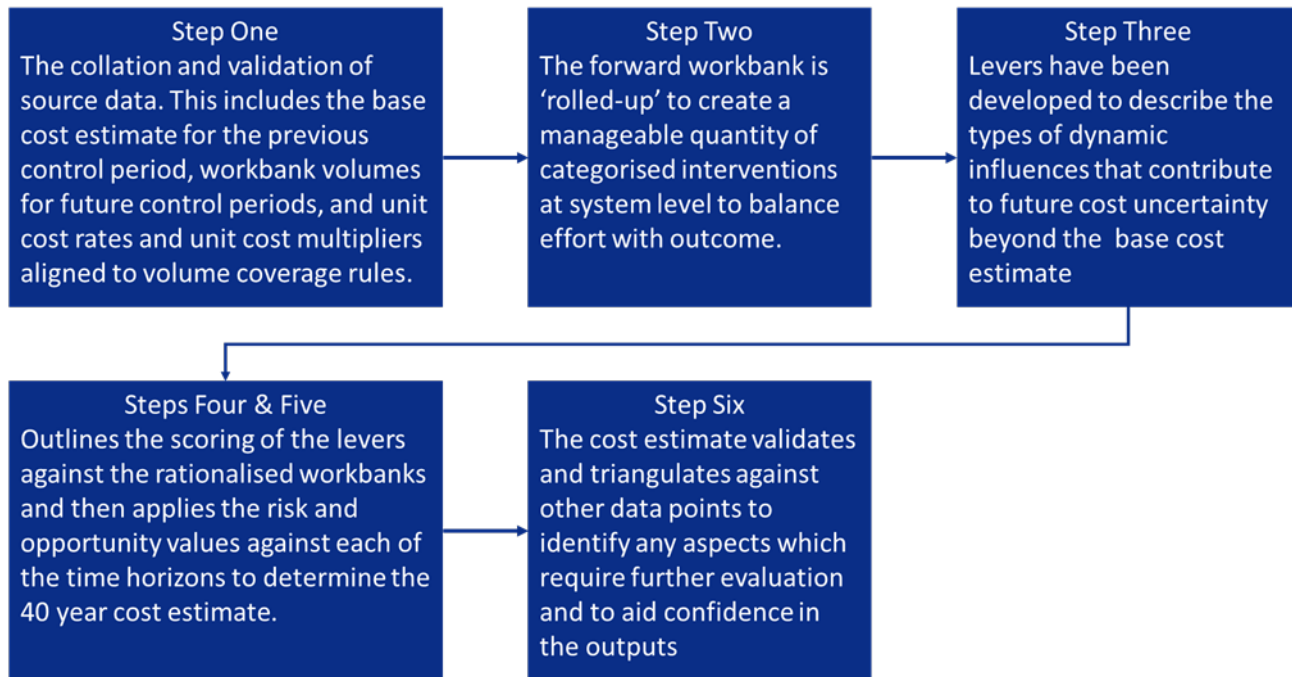 Step One
The collation and validation of
source data. This includes the base
cost estimate for the previous
control period, workbank volumes
for future control periods, and unit
cost rates and unit cost multipliers
aligned to volume coverage rules.
Step Two
The forward workbank is
‘rolled-up’ to create a
manageable quantity of
categorised interventions
at system level to balance
effort with outcome.
Step Three
Levers have been
developed to describe the
types of dynamic
influences that contribute
to future cost uncertainty
beyond the  base cost
estimate
Steps Four & Five
Outlines the scoring of the levers
against the rationalised workbanks
and then applies the risk and
opportunity values against each of
the time horizons to determine the
40 year cost estimate.
Step Six
The cost estimate validates
and triangulates against
other data points to
identify any aspects which
require further evaluation
and to aid confidence in
the outputs